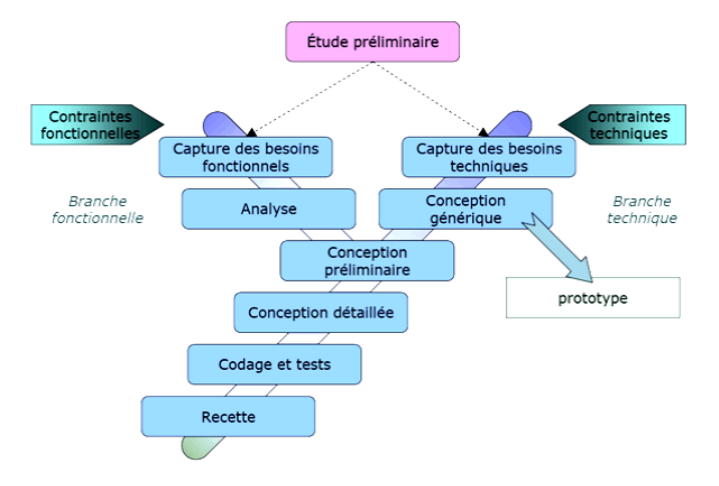 Étude préliminaire
Contraintes
fonctionnelles
Contraintes
techniques
Capture des besoins
fonctionnels
Capture des besoins
techniques
Branche
fonctionnelle
Analyse
Conception
générique
Branche
technique
Conception
préliminaire
prototype
Conception détaillée
Codage et tests
Recette